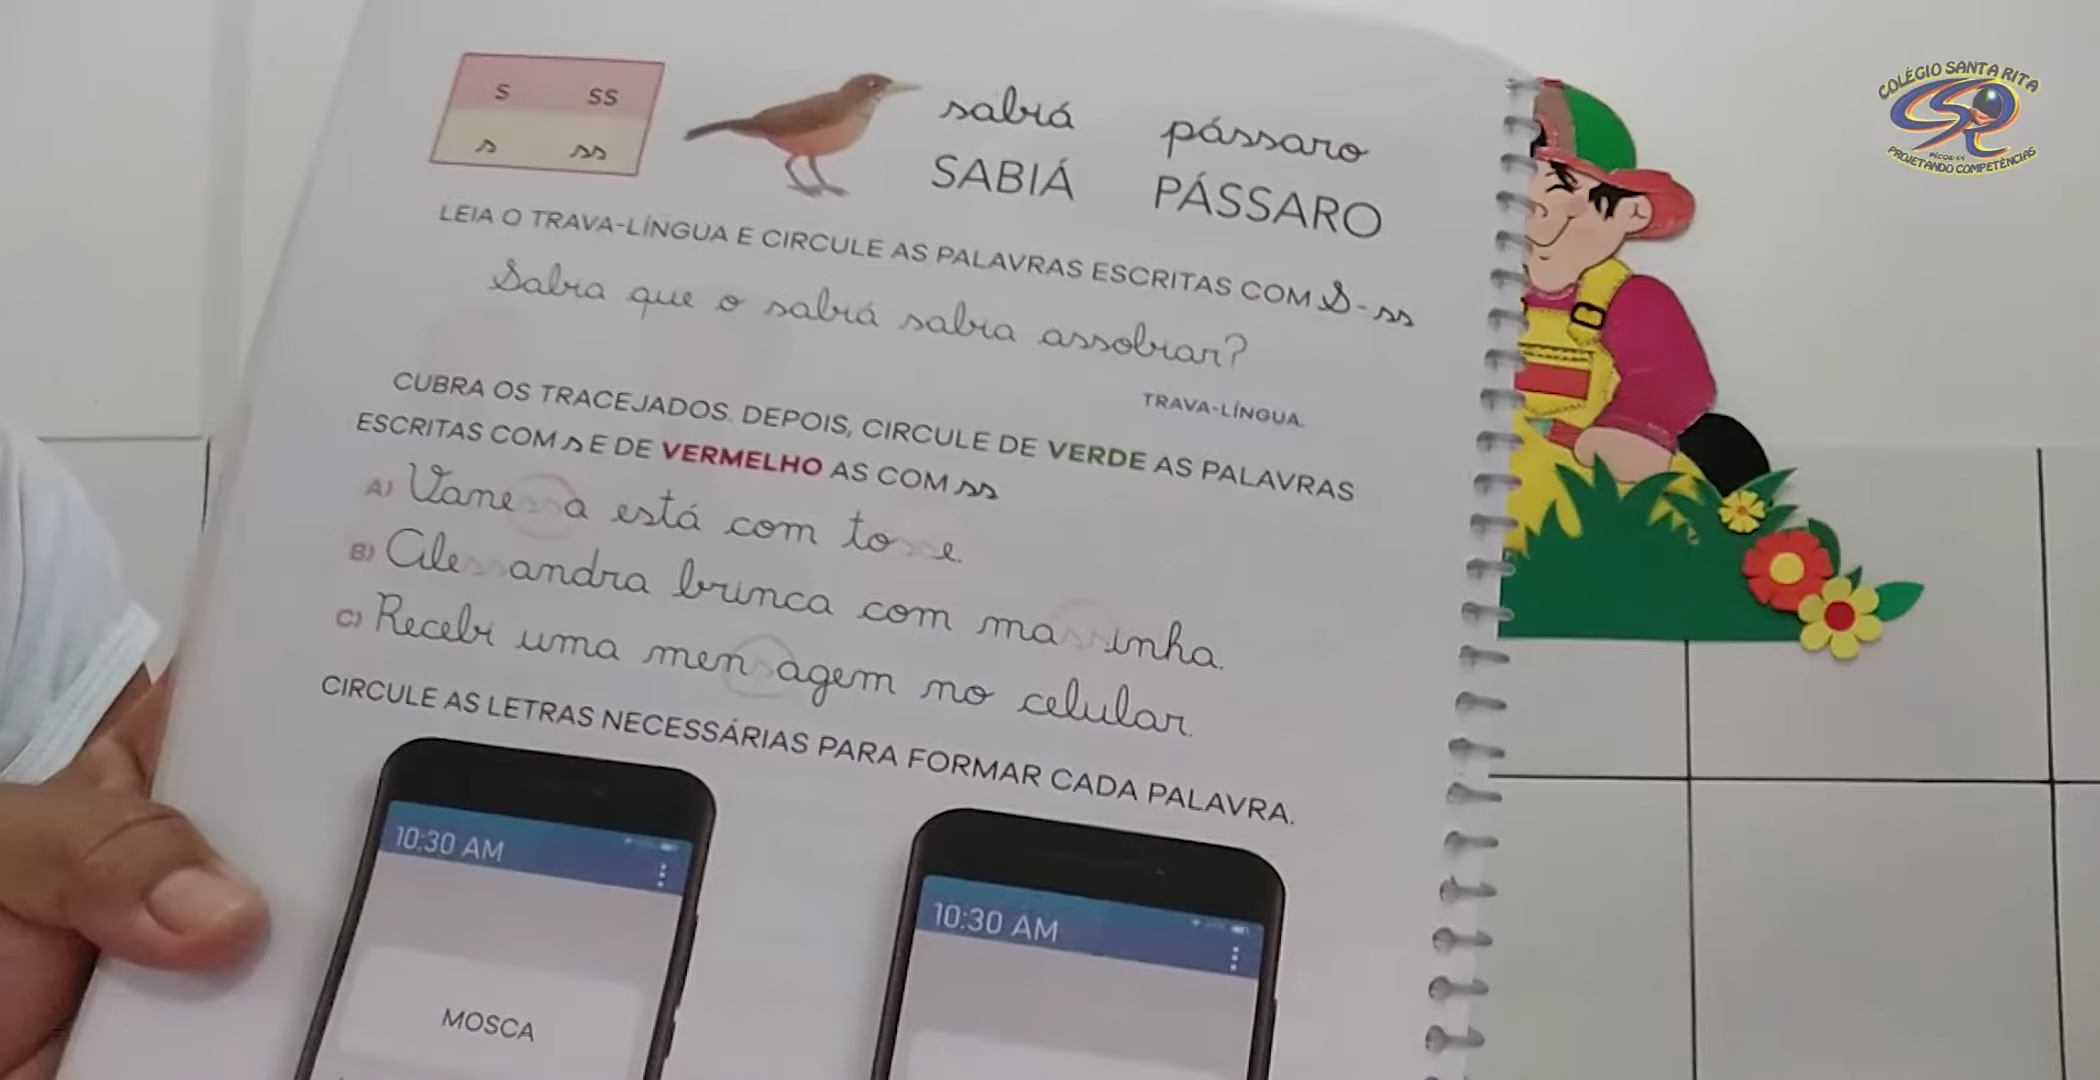 s ss
s ss
sabiá pássaro
SABIÁ PÁSSARO
LEIA O TRAVA-LÍNGUA E CIRCULE AS PALAVRAS ESCRITAS COM S - ss
Sabia que o sabiá sabia assobiar?
TRAVA-LÍNGUA.
CUBRA OS TRACEJADOS. DEPOIS, CIRCULE DE VERDE AS PALAVRAS
ESCRITAS COM s E DE VERMELHO AS COM ss
A) Vanessa está com tosse.
B) Alessandra brinca com massinha.
C) Recebi uma mensagem no celular.
CIRCULE AS LETRAS NECESSÁRIAS PARA FORMAR CADA PALAVRA.
10:30 AM
MOSCA
10:30 AM
COLÉGIO SANTA RITA
CSR
PROJETANDO COMPETÊNCIAS